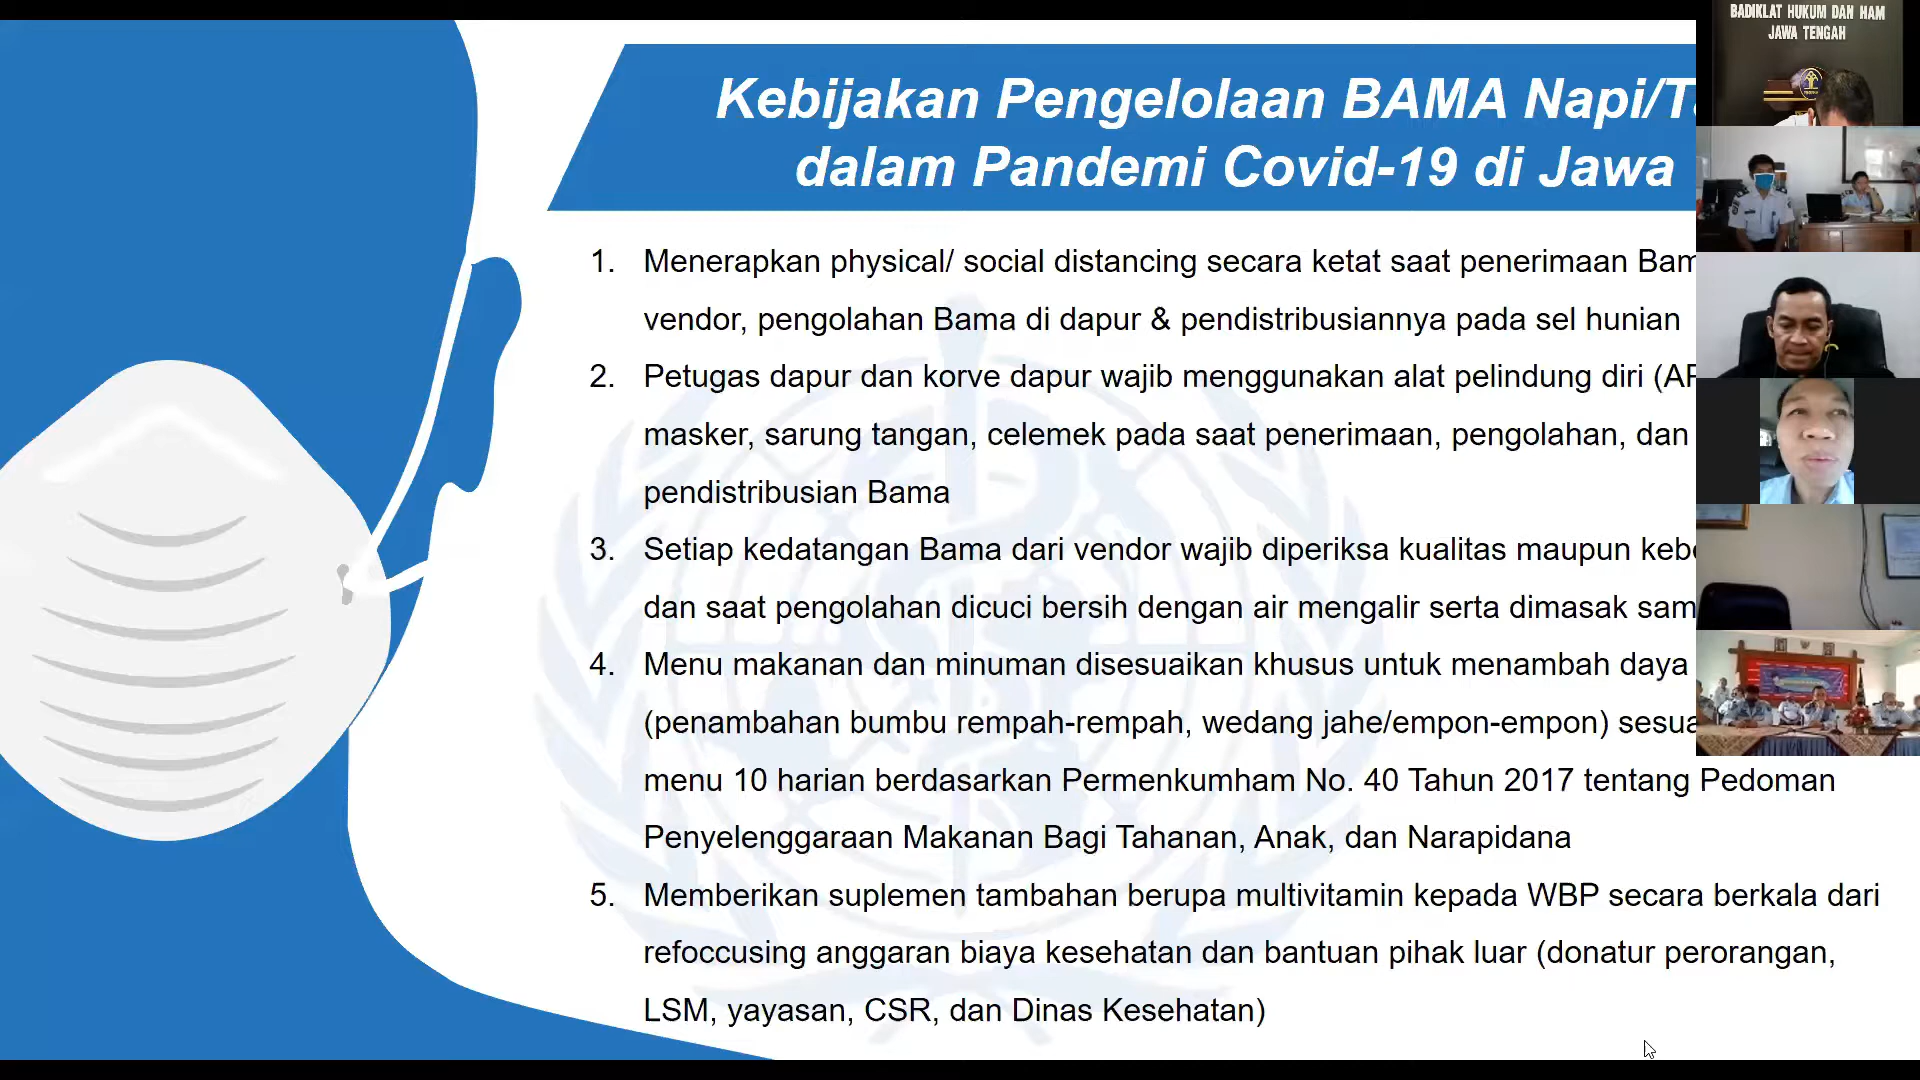 Kebijakan Pengelolaan BAMA Napi/T
dalam Pandemi Covid-19 di Jawa
1. Menerapkan physical/ social distancing secara ketat saat penerimaan
vendor, pengolahan Bama di dapur & pendistribusiannya pada sel hunian
2. Petugas dapur dan korve dapur wajib menggunakan alat pelindung diri
masker, sarung tangan, celemek pada saat penerimaan, pengolahan, dan
pendistribusian Bama
3. Setiap kedatangan Bama dari vendor wajib diperiksa kualitas maupun
dan saat pengolahan dicuci bersih dengan air mengalir serta dimasak
4. Menu makanan dan minuman disesuaikan khusus untuk menambah daya
(penambahan bumbu rempah-rempah, wedang jahe/empon-empon)
menu 10 harian berdasarkan Permenkumham No. 40 Tahun 2017 tentang Pedoman
Penyelenggaraan Makanan Bagi Tahanan, Anak, dan Narapidana
5. Memberikan suplemen tambahan berupa multivitamin kepada WBP secara berkala dari
refoccusing anggaran biaya kesehatan dan bantuan pihak luar (donatur perorangan,
LSM, yayasan, CSR, dan Dinas Kesehatan)
BADIKLAT HUKUM DAN HAM
JAWA TENGAH